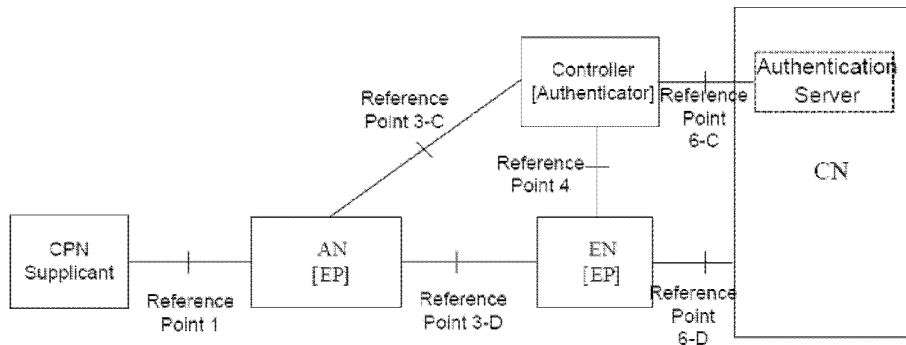 Controller
[Authenticator]
Authentication
Server
Reference
Point 3-C
Reference
Point
6-C
Reference
Point 4
CN
CPN
Supplicant
AN
[EP]
EN
[EP]
Reference
Point 1
Reference
Point 3-D
Reference
Point
6-D